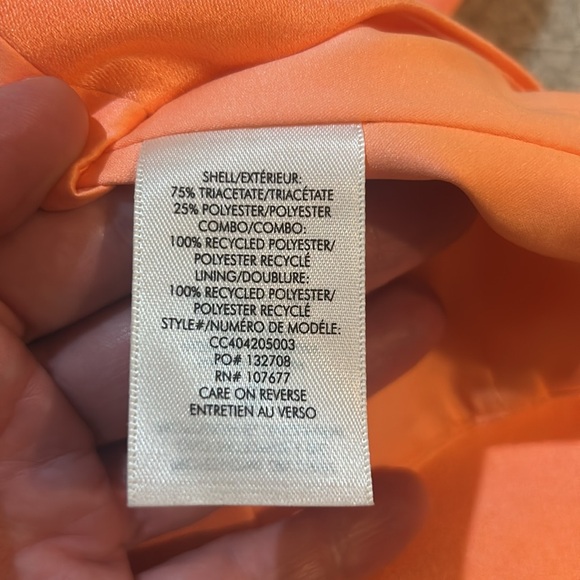 SHELL/EXTÉRIEUR:
75% TRIACETATE/TRIACÉTATE
25% POLYESTER/POLYESTER
COMBO/COMBO:
100% RECYCLED POLYESTER/
POLYESTER RECYCLÉ
LINING/DOUBLURE:
100% RECYCLED POLYESTER/
POLYESTER RECYCLÉ
STYLE#/NUMÉRO DE MODÉLE:
CC404205003
PO# 132708
RN# 107677
CARE ON REVERSE
ENTRETIEN AU VERSO